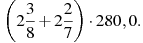 (2 3/8 + 2 2/7) · 280, 0.